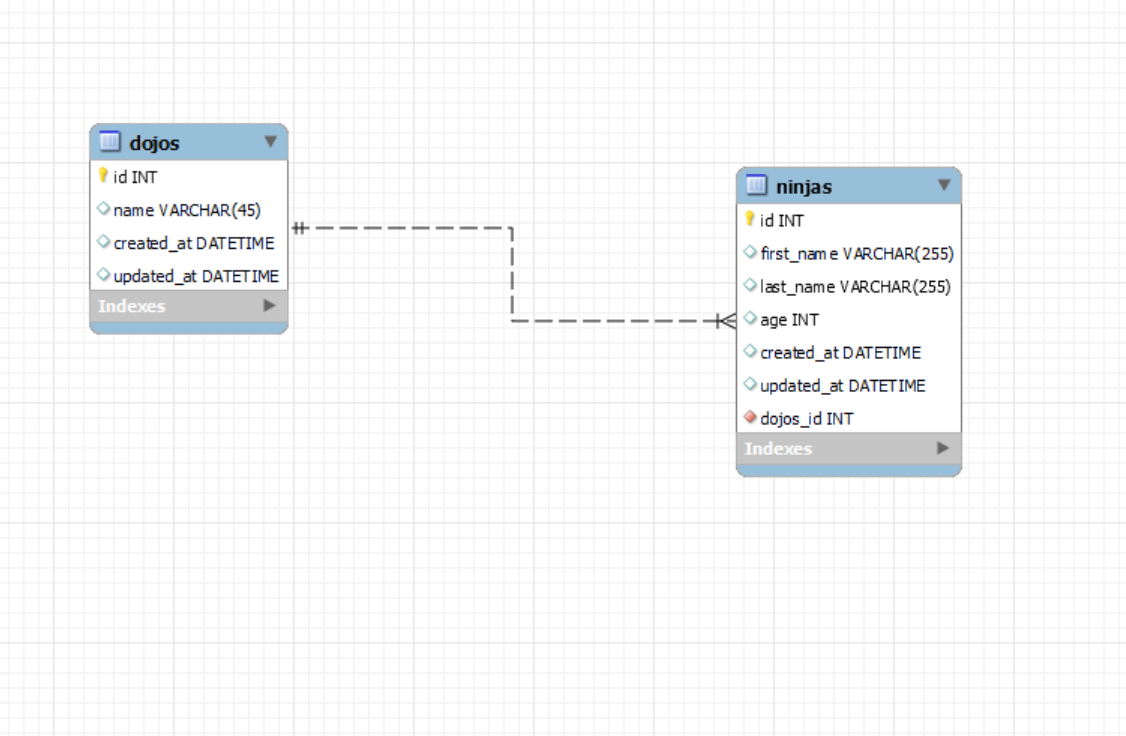 dojos
id INT
name VARCHAR(45)
created_at DATETIME
updated_at DATETIME
Indexes
ninjas
id INT
first_name VARCHAR(255)
last_name VARCHAR(255)
age INT
created_at DATETIME
updated_at DATETIME
dojos_id INT
Indexes